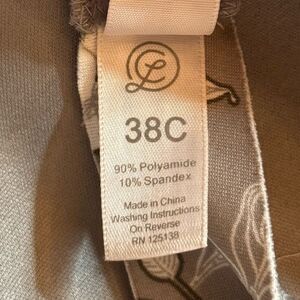 38C
90% Polyamide
10% Spandex
Made in China
Washing Instructions
On Reverse
RN 125138